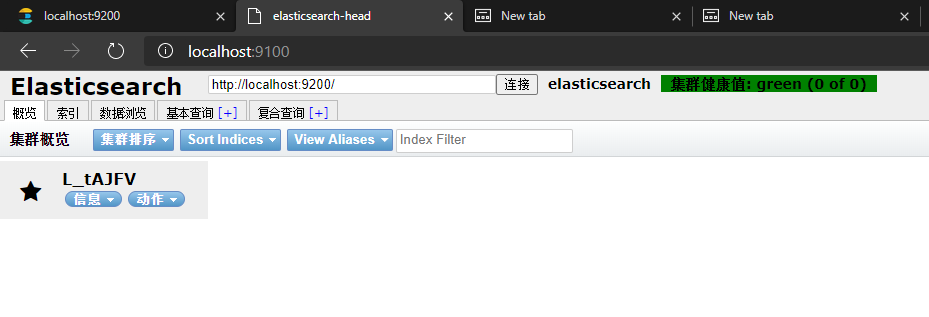 localhost:9200 elasticsearch-head New tab New tab
localhost:9100
Elasticsearch http://localhost:9200/ 连接 elasticsearch 集群健康值: green (0 of 0)
概览 索引 数据浏览 基本查询 [+] 复合查询 [+]
集群概览 集群排序 Sort Indices View Aliases Index Filter
L_tAJFV
信息 动作